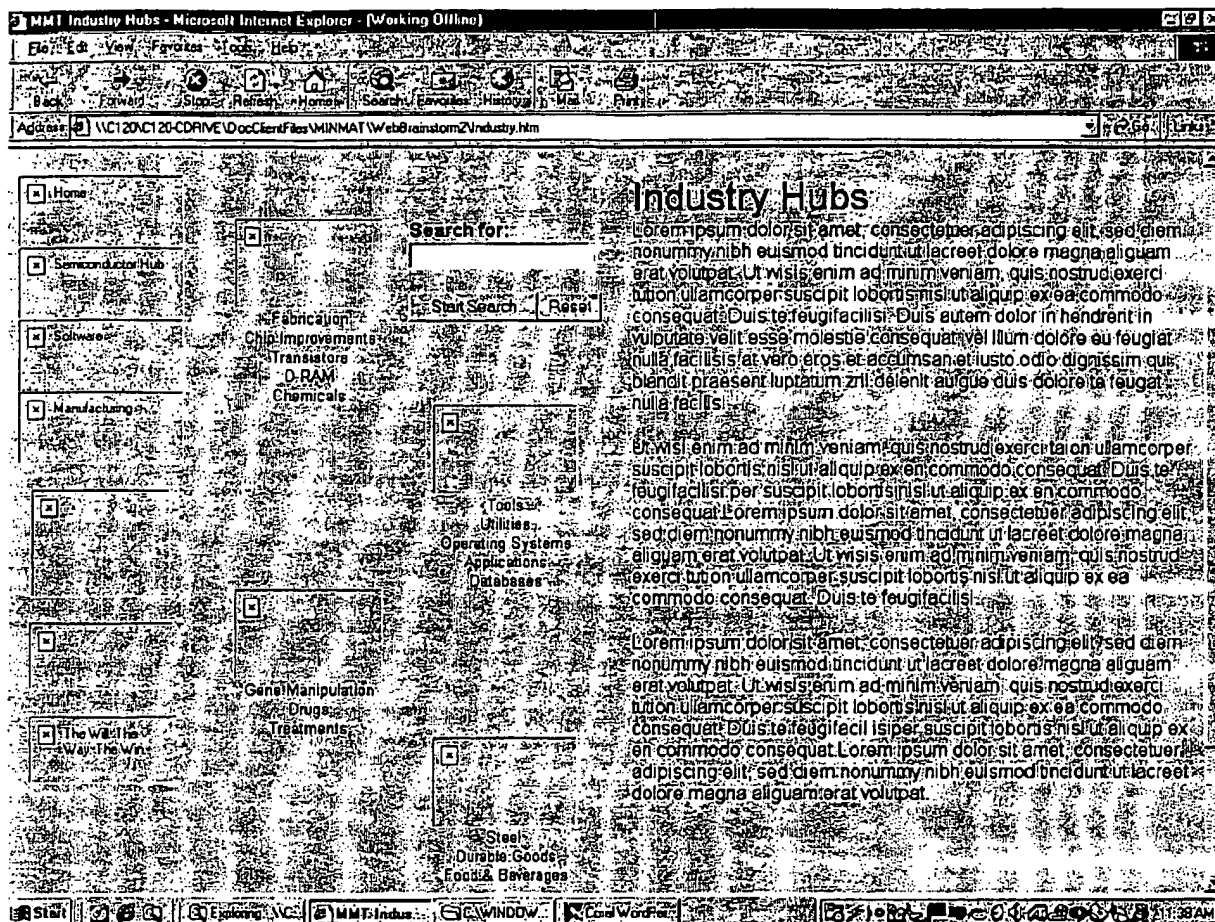 MMT Industry Hubs - Microsoft Internet Explorer - (Working Offline)
File Edit View Favorites Tools Help
Back Forward Stop Refresh Home Search Favorites History Mail Print
Address \\C120\C120-CDRIVE\DocClientFiles\MINMAT\WebBrainstorm2\Industry.htm Go Links
Home
Semiconductor Hub
Software
Manufacturing
The Will The
Way The Win
Fabrication
Chip Improvements
Transistors
D-RAM
Chemicals
Gene Manipulation
Drugs
Treatments
Search for:
Start Search Reset
Tools
Utilities
Operating Systems
Applications
Databases
Steel
Durable Goods
Food & Beverages
Industry Hubs
Lorem ipsum dolor sit amet, consectetuer adipiscing elit, sed diem
nonummy nibh euismod tincidunt ut lacreet dolore magna aliguam
erat volutpat. Ut wisis enim ad minim veniam, quis nostrud exerci
tution ullamcorper suscipit lobortis nisl ut aliquip ex ea commodo
consequat. Duis te feugifacilisi. Duis autem dolor in hendrerit in
vulputate velit esse molestie consequat, vel illum dolore eu feugiat
nulla facilisis at vero eros et accumsan et iusto odio dignissim qui
blandit praesent luptatum zril delenit au gue duis dolore te feugat
nulla facilisi.
Ut wisi enim ad minim veniam, quis nostrud exerci taion ullamcorper
suscipit lobortis nisl ut aliquip ex en commodo consequat. Duis te
feugifacilisi per suscipit lobortis nisl ut aliquip ex en commodo
consequat.Lorem ipsum dolor sit amet, consectetuer adipiscing elit,
sed diem nonummy nibh euismod tincidunt ut lacreet dolore magna
aliguam erat volutpat. Ut wisis enim ad minim veniam, quis nostrud
exerci tution ullamcorper suscipit lobortis nisl ut aliquip ex ea
commodo consequat. Duis te feugifacilisi.
Lorem ipsum dolor sit amet, consectetuer adipiscing elit, sed diem
nonummy nibh euismod tincidunt ut lacreet dolore magna aliguam
erat volutpat. Ut wisis enim ad minim veniam, quis nostrud exerci
tution ullamcorper suscipit lobortis nisl ut aliquip ex ea commodo
consequat. Duis te feugifacil isiper suscipit lobortis nisl ut aliquip ex
en commodo consequat.Lorem ipsum dolor sit amet, consectetuer
adipiscing elit, sed diem nonummy nibh euismod tincidunt ut lacreet
dolore magna aliguam erat volutpat.
Start Exploring - \\C... MMT Indus... C:\WINDOW... Corel WordPer... AM